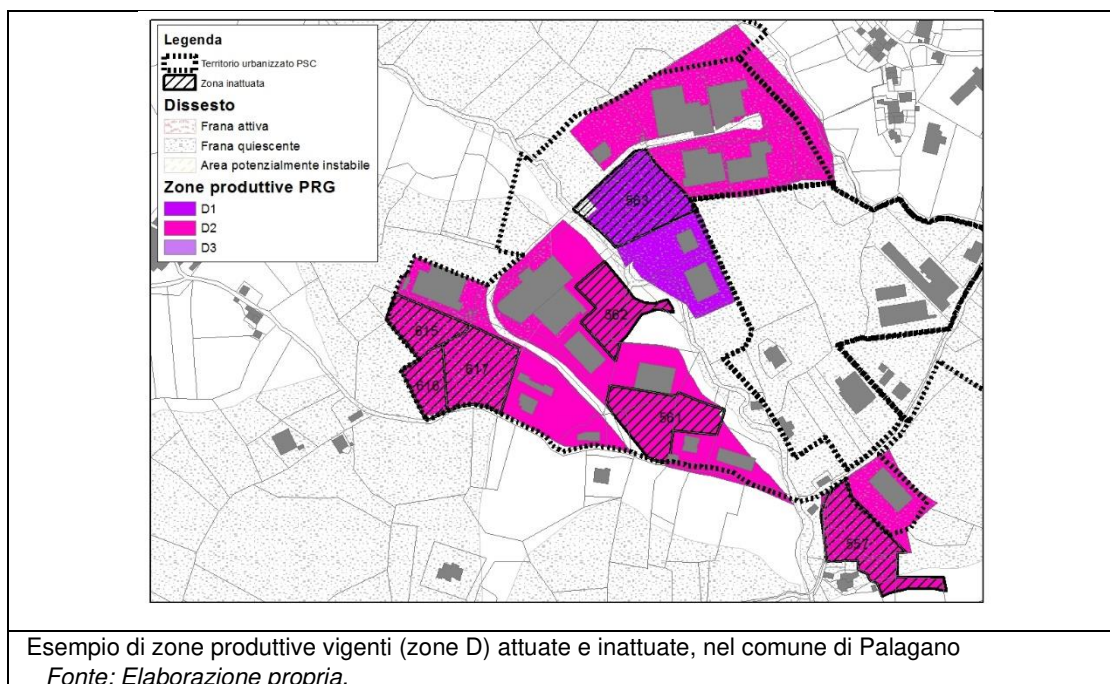 Legenda
Territorio urbanizzato PSC
Zona inattuata
Dissesto
Frana attiva
Frana quiescente
Area potenzialmente instabile
Zone produttive PRG
D1
D2
D3
563
562
615
617
616
561
557
Esempio di zone produttive vigenti (zone D) attuate e inattuate, nel comune di Palagano
Fonte: Elaborazione propria.